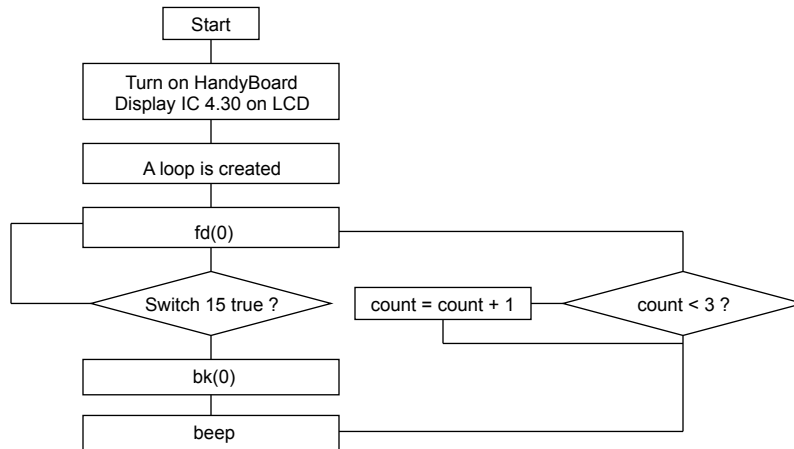 Start
Turn on HandyBoard
Display IC 4.30 on LCD
A loop is created
fd(0)
Switch 15 true ?
count = count + 1
count < 3 ?
bk(0)
beep